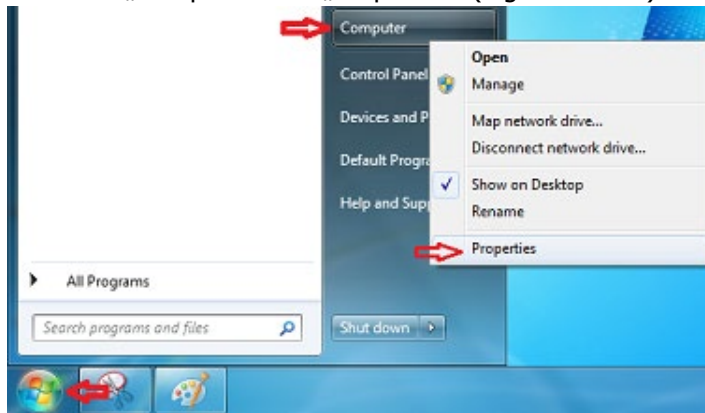 Computer
Open
Control Panel
Manage
Devices and P
Map network drive...
Disconnect network drive...
Default Progra
Show on Desktop
Help and Supp
Rename
Properties
All Programs
Search programs and files
Shut down